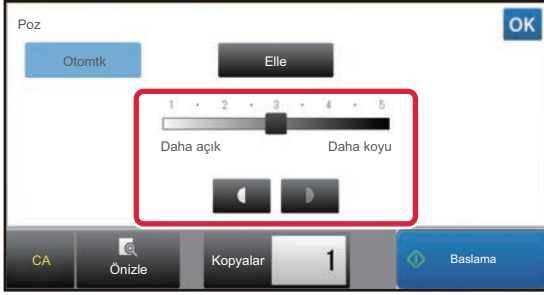 Poz
OK
Otomtk
Elle
1 · 2 · 3 · 4 · 5
Daha açık
Daha koyu
CA
Önizle
Kopyalar
1
Baslama